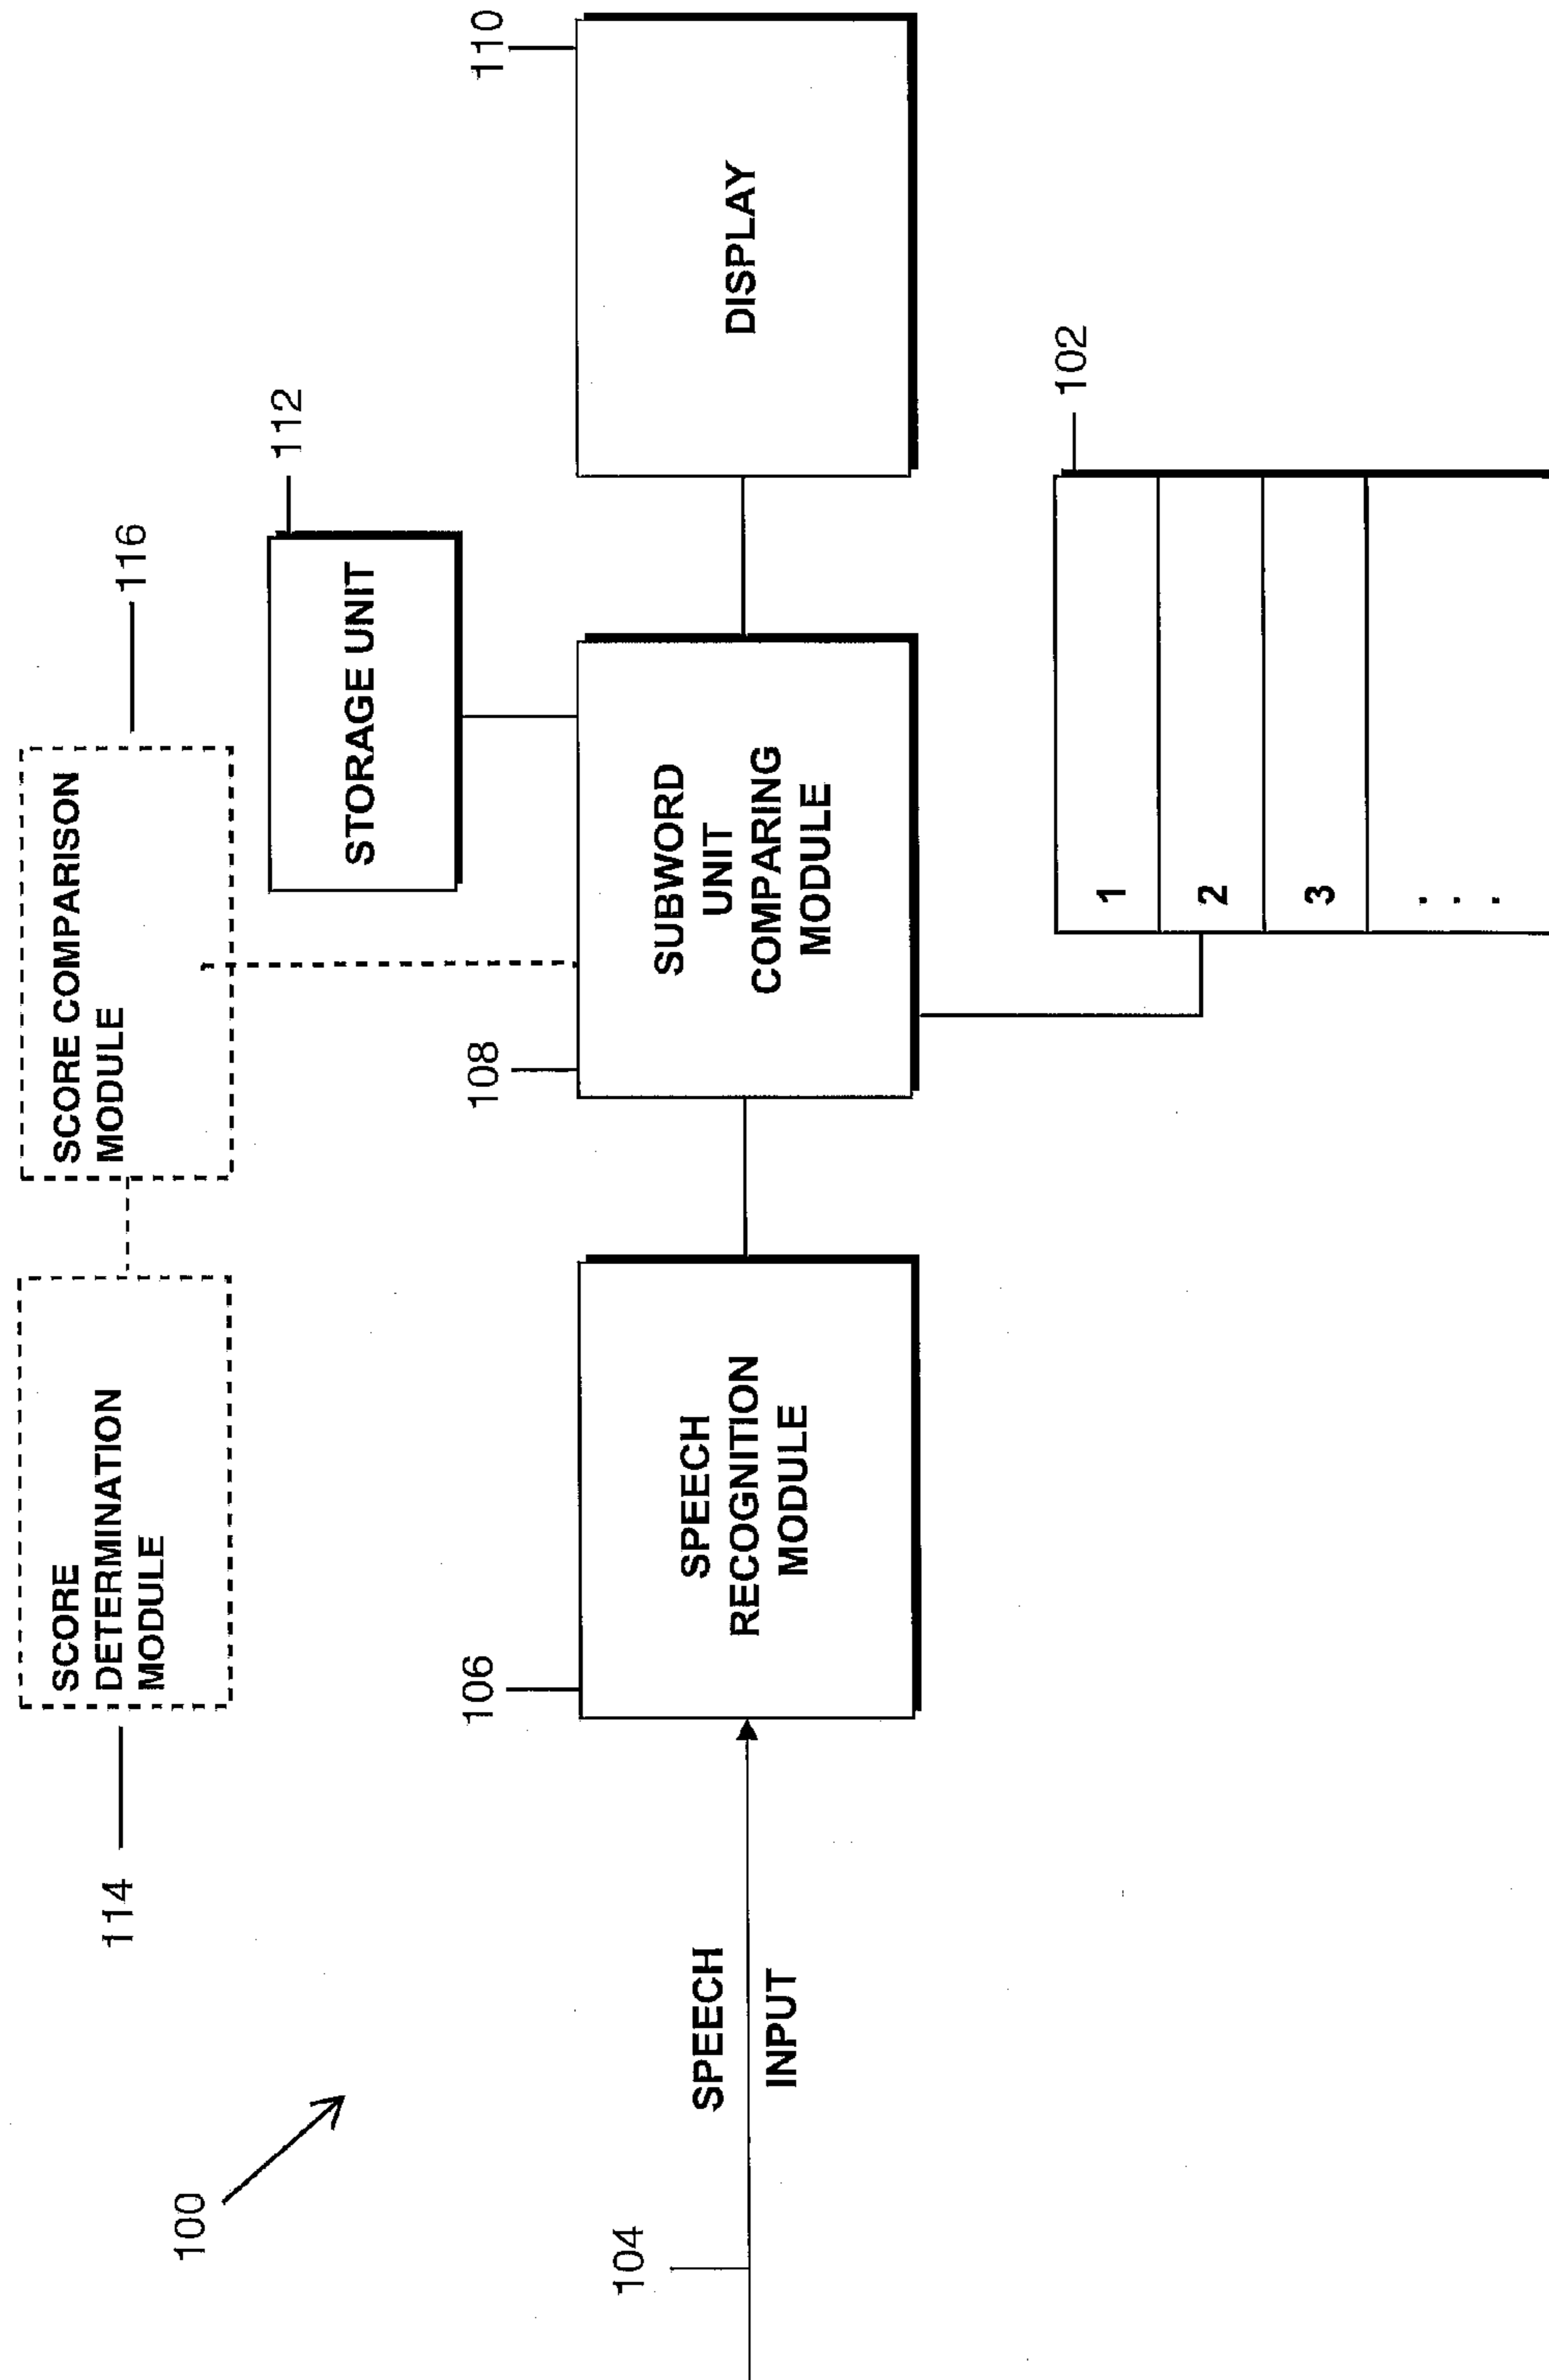 114
SCORE
DETERMINATION
MODULE
SCORE COMPARISON
MODULE
116
100
STORAGE UNIT
112
104
SPEECH
INPUT
106
SPEECH
RECOGNITION
MODULE
108
SUBWORD
UNIT
COMPARING
MODULE
110
DISPLAY
102
1
2
3
. . .